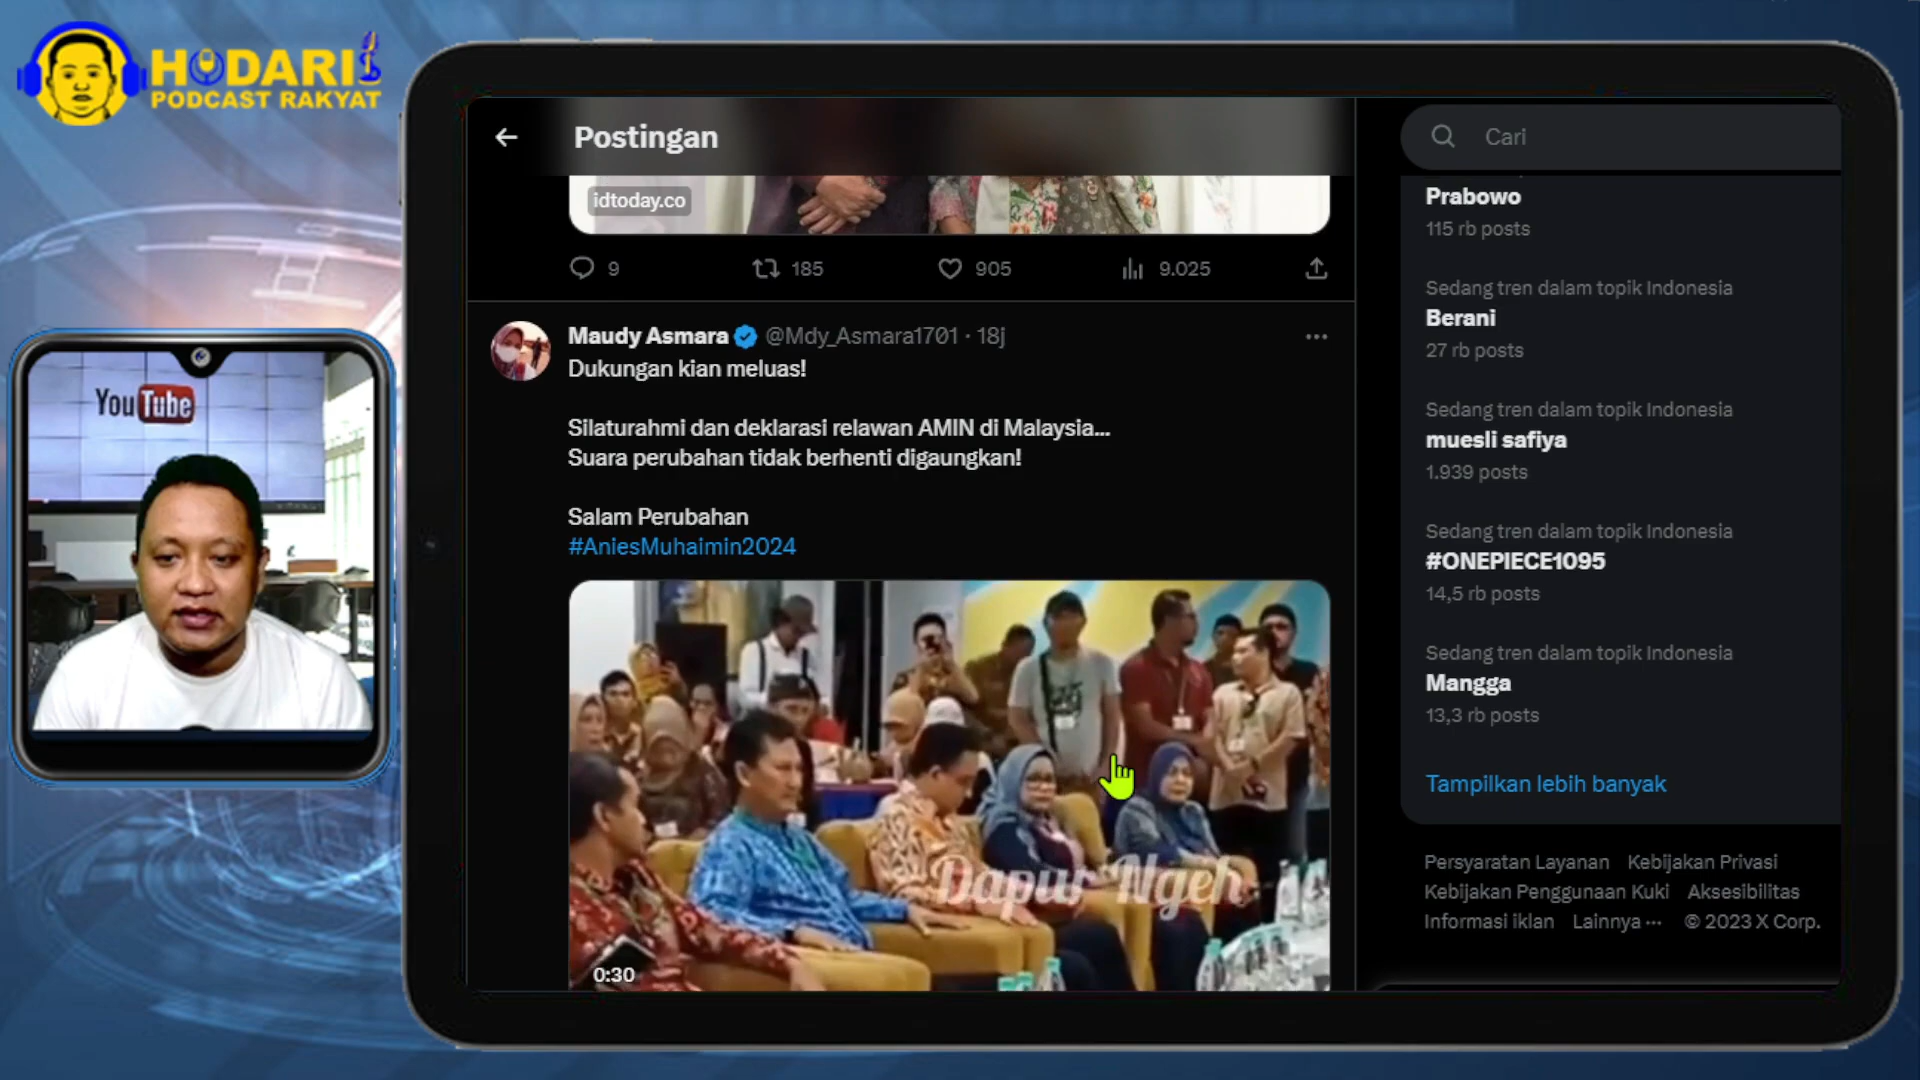 HODARI
PODCAST RAKYAT
YouTube
Postingan
idtoday.co
9 185 905 9.025
Maudy Asmara @Mdy_Asmara1701 · 18j
Dukungan kian meluas!
Silaturahmi dan deklarasi relawan AMIN di Malaysia...
Suara perubahan tidak berhenti digaungkan!
Salam Perubahan
#AniesMuhaimin2024
Dapur Ngeh
0:30
Cari
Prabowo
115 rb posts
Sedang tren dalam topik Indonesia
Berani
27 rb posts
Sedang tren dalam topik Indonesia
muesli safiya
1.939 posts
Sedang tren dalam topik Indonesia
#ONEPIECE1095
14,5 rb posts
Sedang tren dalam topik Indonesia
Mangga
13,3 rb posts
Tampilkan lebih banyak
Persyaratan Layanan Kebijakan Privasi
Kebijakan Penggunaan Kuki Aksesibilitas
Informasi iklan Lainnya ··· © 2023 X Corp.